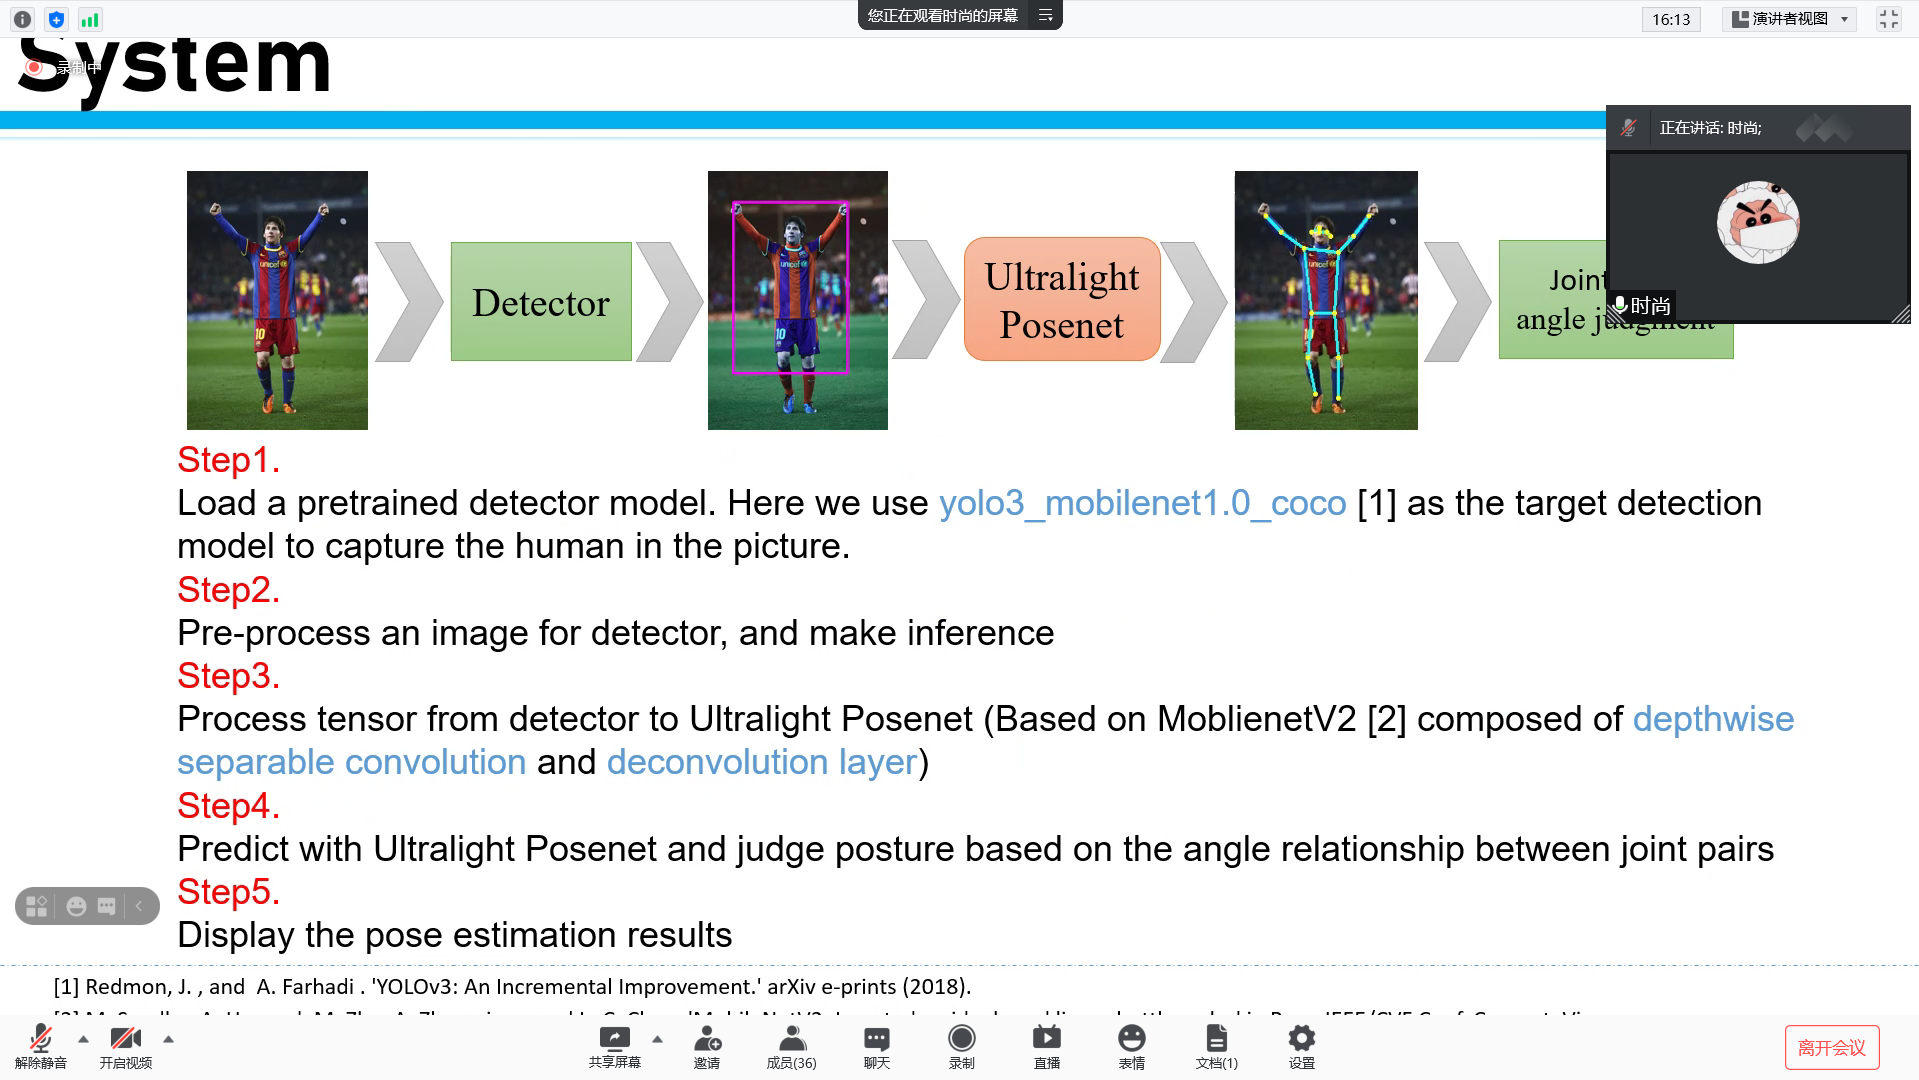 您正在观看时尚的屏幕
16:13
演讲者视图
System
录制中
正在讲话: 时尚;
时尚
Detector
Ultralight
Posenet
Joint
angle judgment
unicef
10
unicef
10
unicef
Step1.
Load a pretrained detector model. Here we use yolo3_mobilenet1.0_coco [1] as the target detection
model to capture the human in the picture.
Step2.
Pre-process an image for detector, and make inference
Step3.
Process tensor from detector to Ultralight Posenet (Based on MoblienetV2 [2] composed of depthwise
separable convolution and deconvolution layer)
Step4.
Predict with Ultralight Posenet and judge posture based on the angle relationship between joint pairs
Step5.
Display the pose estimation results
[1] Redmon, J. , and  A. Farhadi . 'YOLOv3: An Incremental Improvement.' arXiv e-prints (2018).
解除静音
开启视频
共享屏幕
邀请
成员(36)
聊天
录制
直播
表情
文档(1)
设置
离开会议